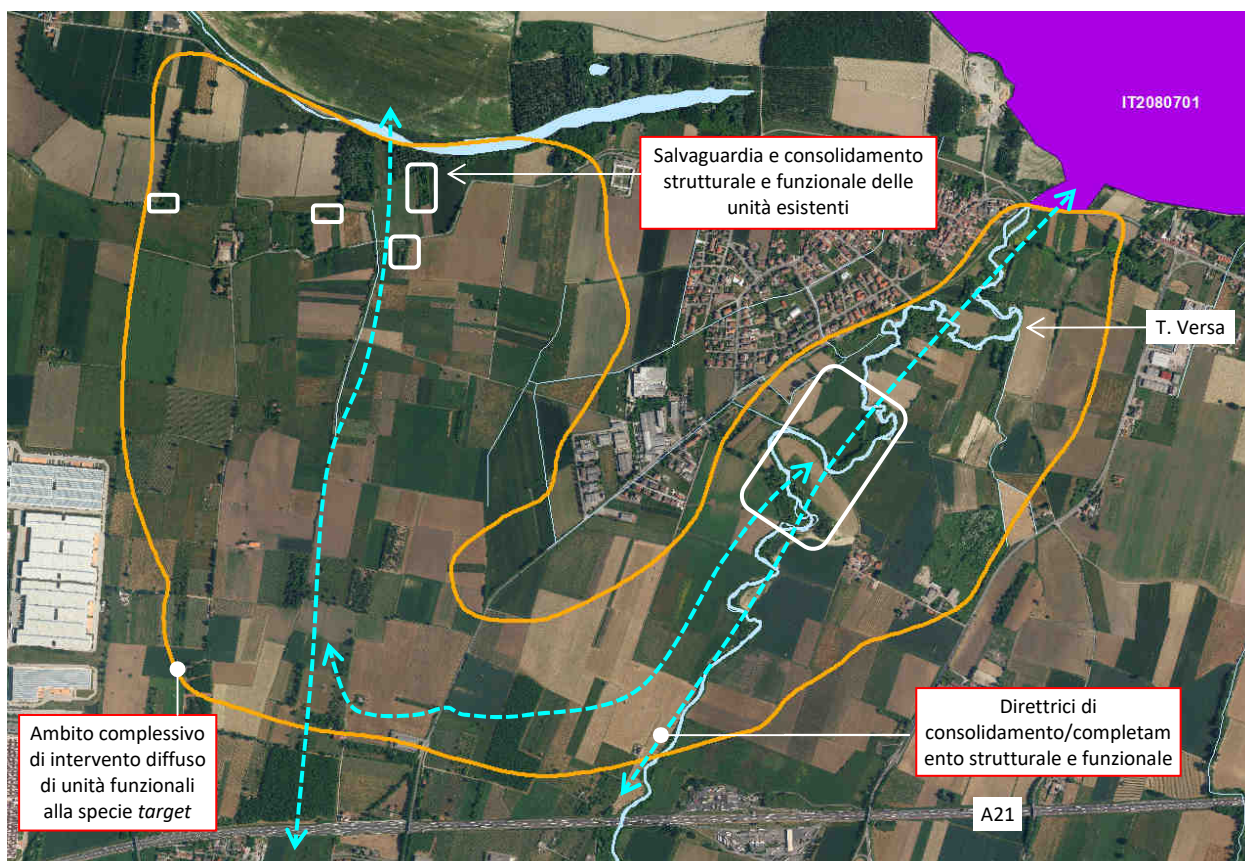 IT2080701
Salvaguardia e consolidamento
strutturale e funzionale delle
unità esistenti
T. Versa
Ambito complessivo
di intervento diffuso
di unità funzionali
alla specie target
Direttrici di
consolidamento/completam
ento strutturale e funzionale
A21